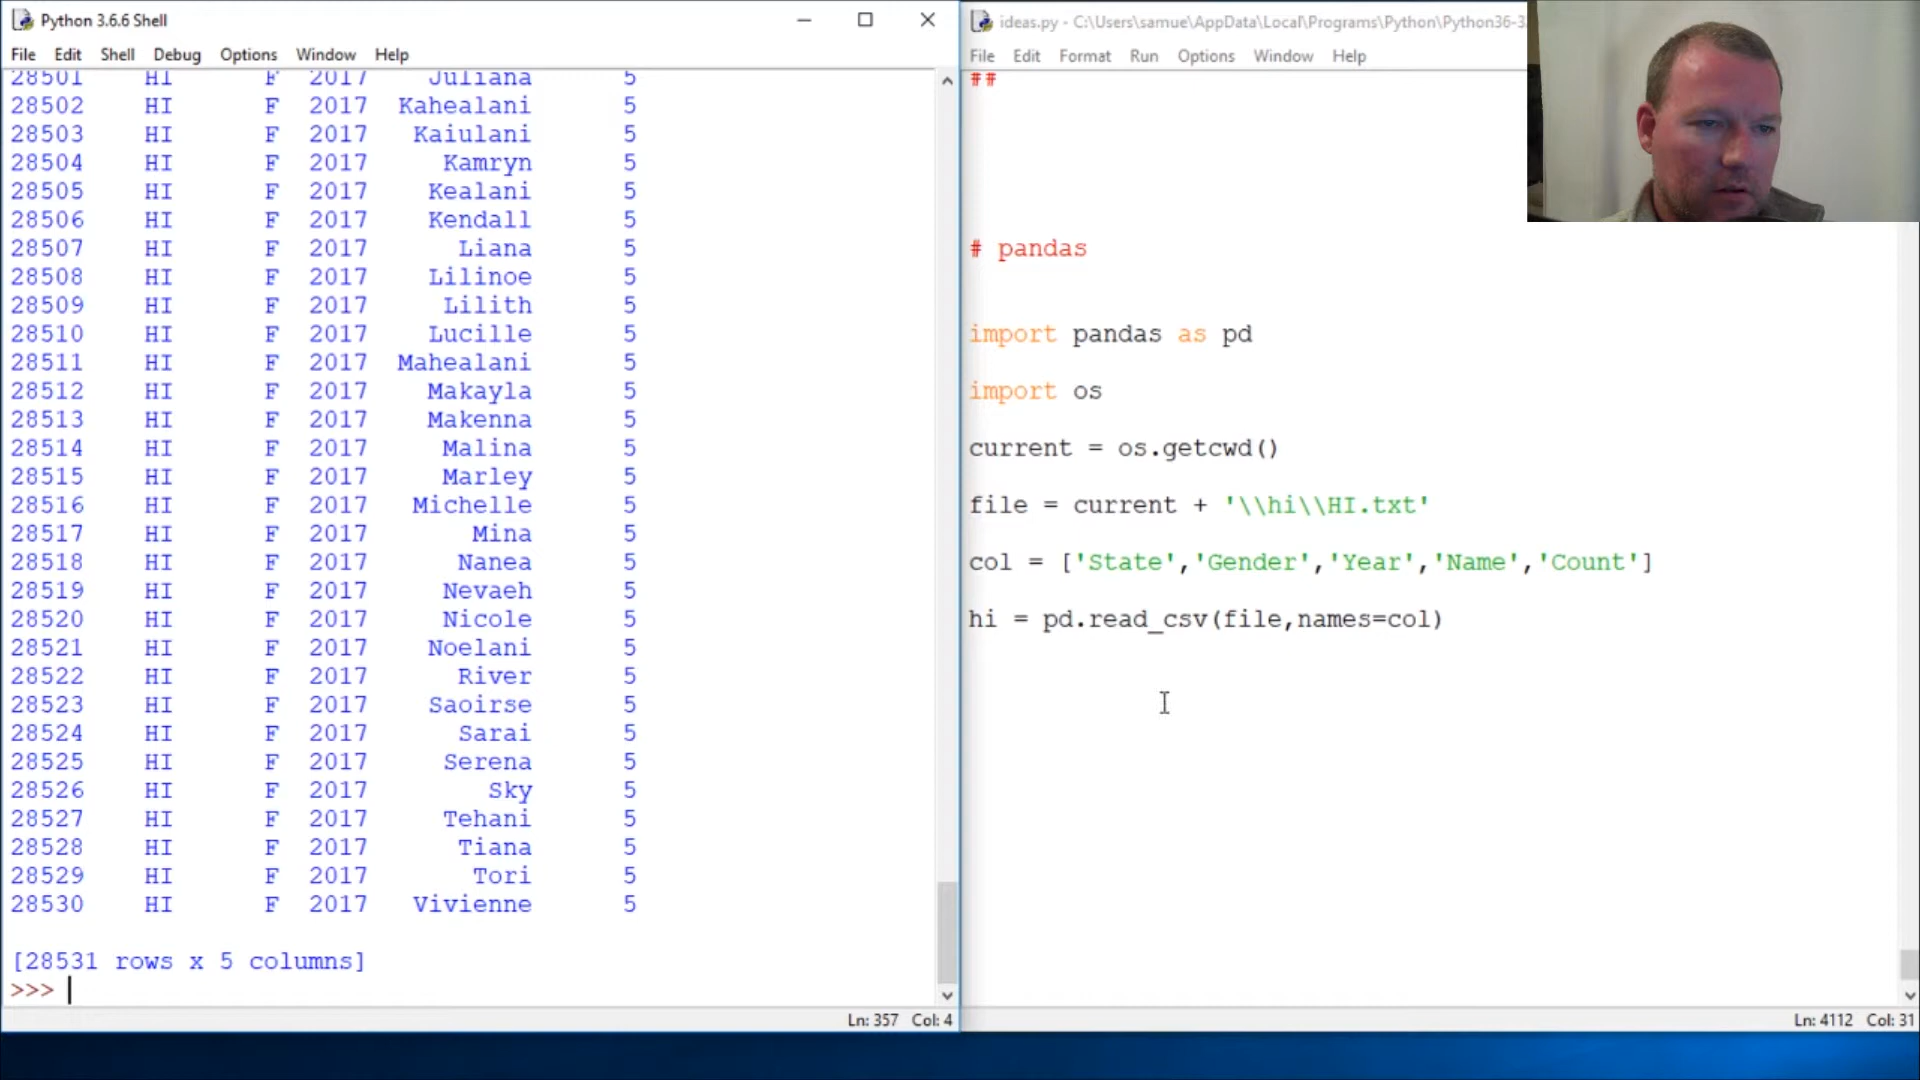 Python 3.6.6 Shell
File Edit Shell Debug Options Window Help
28501 HI F 2017 Juliana 5
28502 HI F 2017 Kahealani 5
28503 HI F 2017 Kaiulani 5
28504 HI F 2017 Kamryn 5
28505 HI F 2017 Kealani 5
28506 HI F 2017 Kendall 5
28507 HI F 2017 Liana 5
28508 HI F 2017 Lilinoe 5
28509 HI F 2017 Lilith 5
28510 HI F 2017 Lucille 5
28511 HI F 2017 Mahealani 5
28512 HI F 2017 Makayla 5
28513 HI F 2017 Makenna 5
28514 HI F 2017 Malina 5
28515 HI F 2017 Marley 5
28516 HI F 2017 Michelle 5
28517 HI F 2017 Mina 5
28518 HI F 2017 Nanea 5
28519 HI F 2017 Nevaeh 5
28520 HI F 2017 Nicole 5
28521 HI F 2017 Noelani 5
28522 HI F 2017 River 5
28523 HI F 2017 Saoirse 5
28524 HI F 2017 Sarai 5
28525 HI F 2017 Serena 5
28526 HI F 2017 Sky 5
28527 HI F 2017 Tehani 5
28528 HI F 2017 Tiana 5
28529 HI F 2017 Tori 5
28530 HI F 2017 Vivienne 5
[28531 rows x 5 columns]
>>>
Ln: 357 Col: 4
ideas.py - C:\Users\samue\AppData\Local\Programs\Python\Python36-3
File Edit Format Run Options Window Help
##
# pandas
import pandas as pd
import os
current = os.getcwd()
file = current + '\\hi\\HI.txt'
col = ['State','Gender','Year','Name','Count']
hi = pd.read_csv(file,names=col)
Ln: 4112 Col: 31